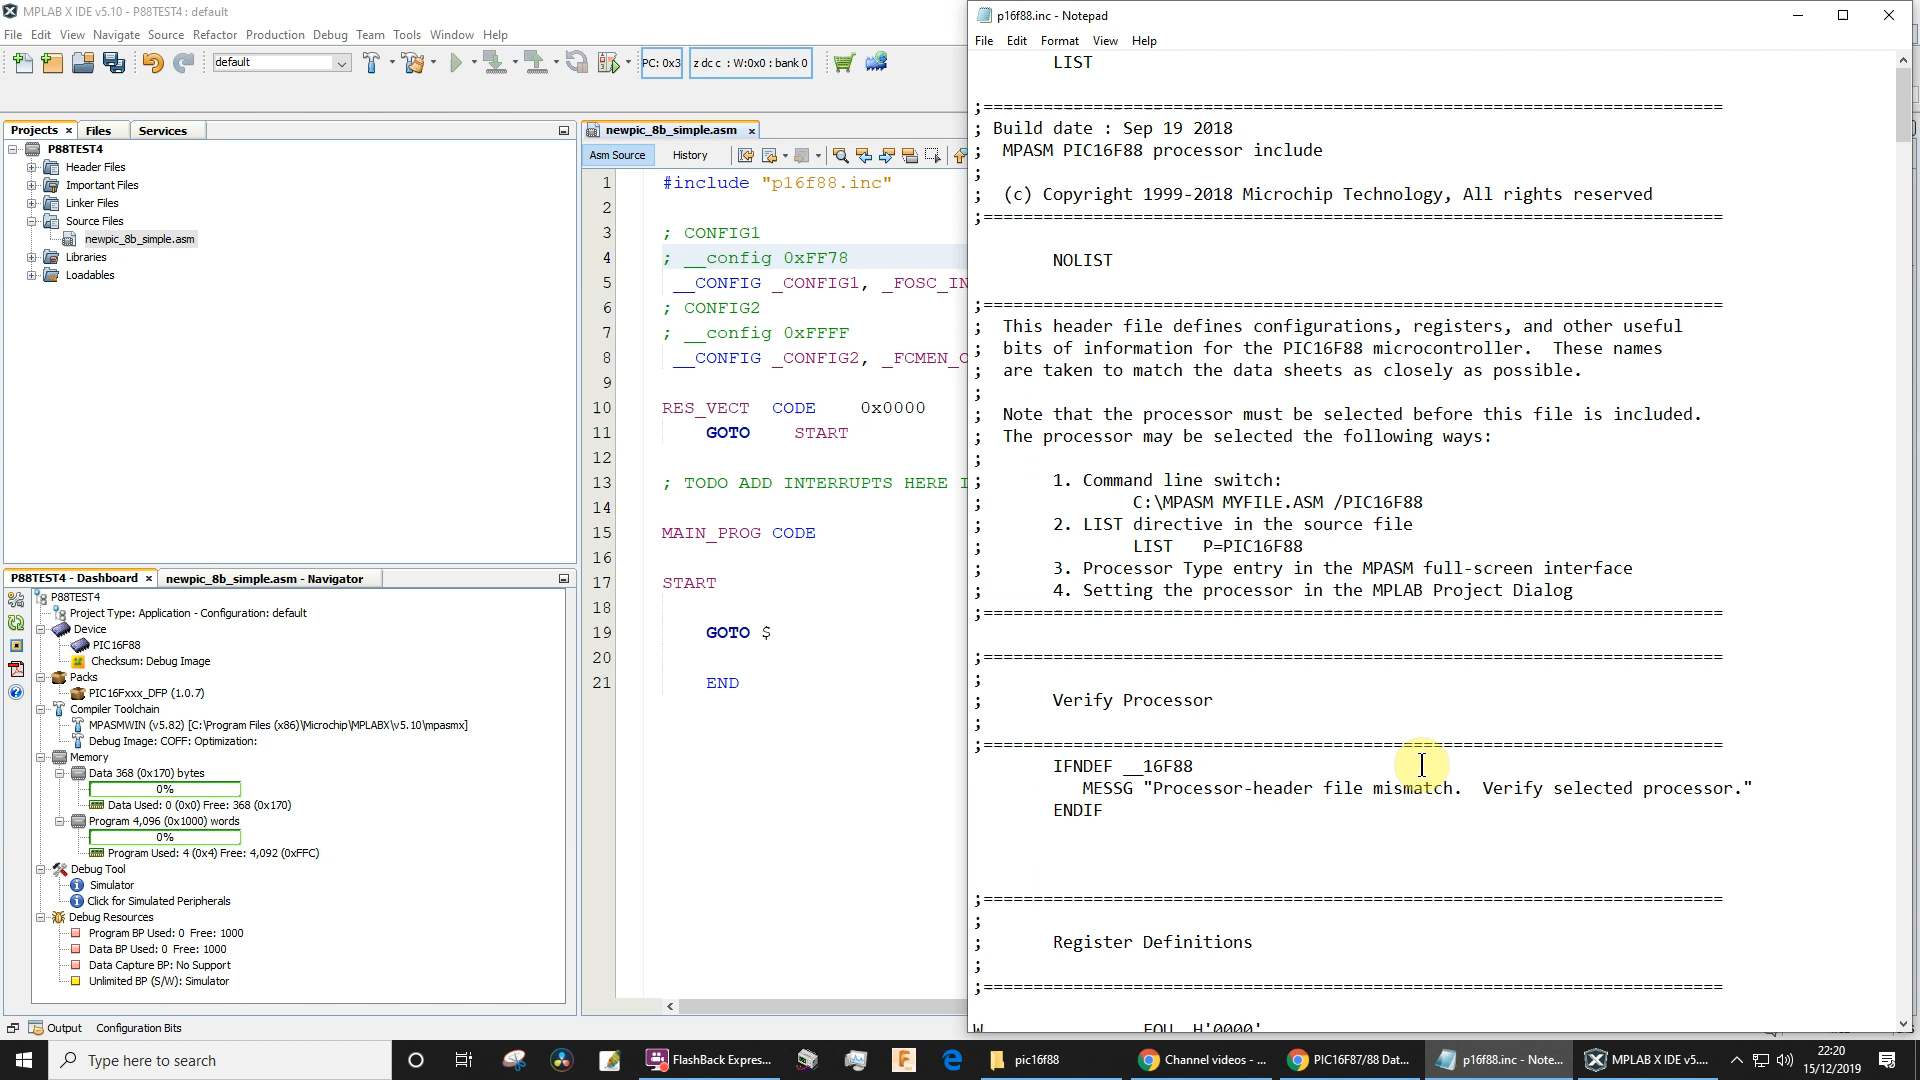 MPLAB X IDE v5.10 - P88TEST4 : default
File Edit View Navigate Source Refactor Production Debug Team Tools Window Help
default
PC: 0x3
z dc c : W:0x0 : bank 0
Projects
Files
Services
P88TEST4
Header Files
Important Files
Linker Files
Source Files
newpic_8b_simple.asm
Libraries
Loadables
P88TEST4 - Dashboard
newpic_8b_simple.asm - Navigator
P88TEST4
Project Type: Application - Configuration: default
Device
PIC16F88
Checksum: Debug Image
Packs
PIC16Fxxx_DFP (1.0.7)
Compiler Toolchain
MPASMWIN (v5.82) [C:\Program Files (x86)\Microchip\MPLABX\v5.10\mpasmx]
Debug Image: COFF: Optimization:
Memory
Data 368 (0x170) bytes
0%
Data Used: 0 (0x0) Free: 368 (0x170)
Program 4,096 (0x1000) words
0%
Program Used: 4 (0x4) Free: 4,092 (0xFFC)
Debug Tool
Simulator
Click for Simulated Peripherals
Debug Resources
Program BP Used: 0 Free: 1000
Data BP Used: 0 Free: 1000
Data Capture BP: No Support
Unlimited BP (S/W): Simulator
Output
Configuration Bits
newpic_8b_simple.asm
Asm Source
History
1 #include "p16f88.inc"
2
3 ; CONFIG1
4 ; __config 0xFF78
5 __CONFIG _CONFIG1, _FOSC_IN
6 ; CONFIG2
7 ; __config 0xFFFF
8 __CONFIG _CONFIG2, _FCMEN_O
9
10 RES_VECT CODE 0x0000
11 GOTO START
12
13 ; TODO ADD INTERRUPTS HERE I
14
15 MAIN_PROG CODE
16
17 START
18
19 GOTO $
20
21 END
p16f88.inc - Notepad
File Edit Format View Help
LIST
;==========================================================================
; Build date : Sep 19 2018
; MPASM PIC16F88 processor include
;
; (c) Copyright 1999-2018 Microchip Technology, All rights reserved
;==========================================================================
NOLIST
;==========================================================================
; This header file defines configurations, registers, and other useful
; bits of information for the PIC16F88 microcontroller. These names
; are taken to match the data sheets as closely as possible.
;
; Note that the processor must be selected before this file is included.
; The processor may be selected the following ways:
;
; 1. Command line switch:
; C:\MPASM MYFILE.ASM /PIC16F88
; 2. LIST directive in the source file
; LIST P=PIC16F88
; 3. Processor Type entry in the MPASM full-screen interface
; 4. Setting the processor in the MPLAB Project Dialog
;==========================================================================
;==========================================================================
;
; Verify Processor
;
;==========================================================================
IFNDEF __16F88
MESSG "Processor-header file mismatch. Verify selected processor."
ENDIF
;==========================================================================
;
; Register Definitions
;
;==========================================================================
W EQU H'0000'
Type here to search
FlashBack Expres...
pic16f88
Channel videos - ...
PIC16F87/88 Dat...
p16f88.inc - Note...
MPLAB X IDE v5....
22:20
15/12/2019